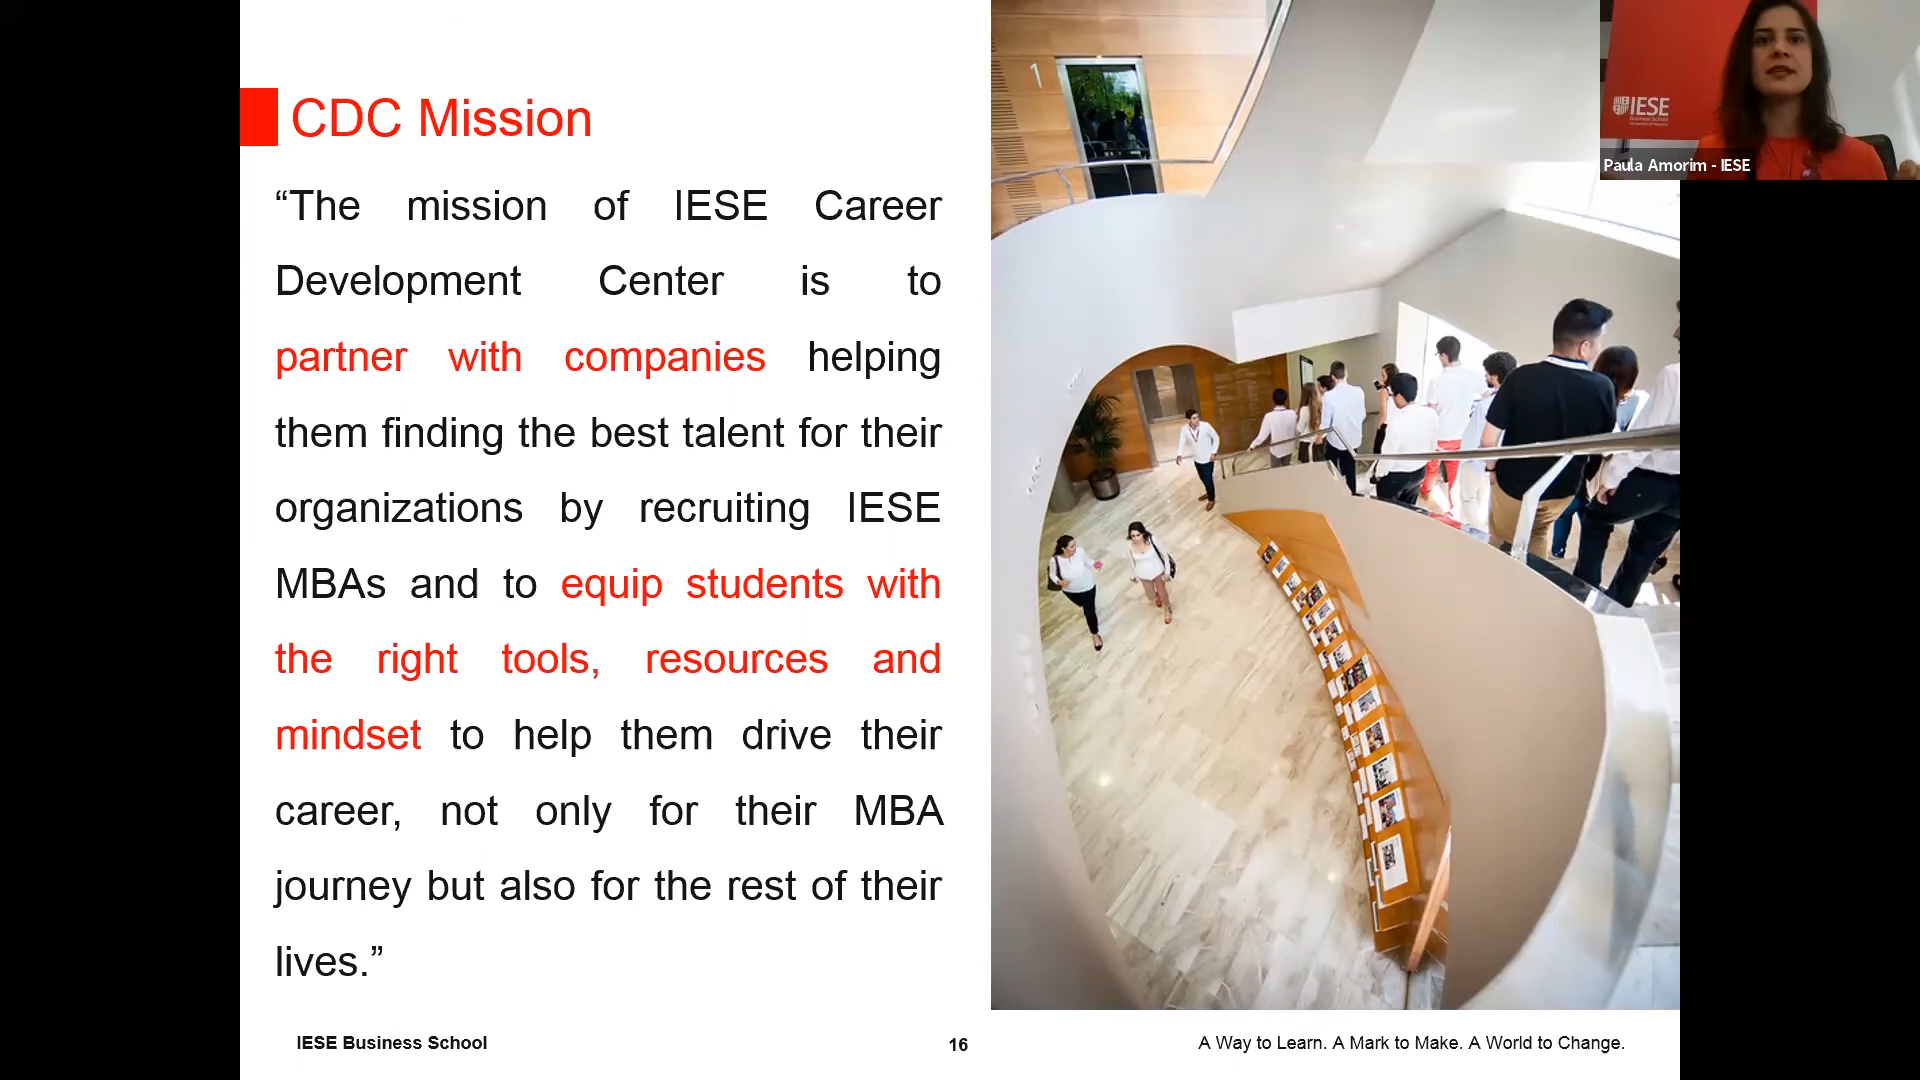 CDC Mission
“The mission of IESE Career
Development Center is to
partner with companies helping
them finding the best talent for their
organizations by recruiting IESE
MBAs and to equip students with
the right tools, resources and
mindset to help them drive their
career, not only for their MBA
journey but also for the rest of their
lives.”
1
IESE
Business School
Paula Amorim - IESE
IESE Business School
16
A Way to Learn. A Mark to Make. A World to Change.